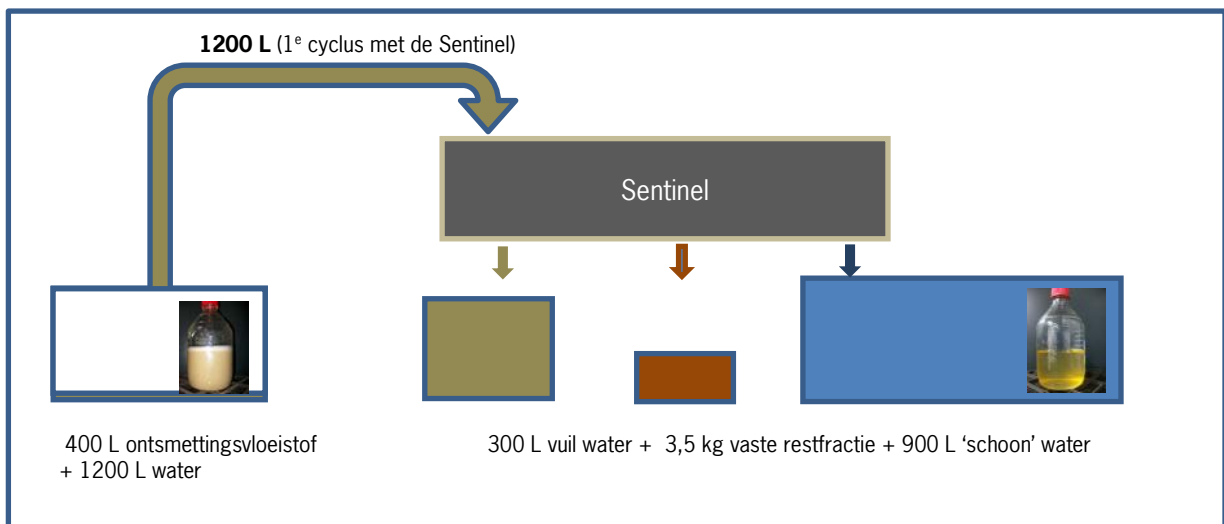 1200 L (1e cyclus met de Sentinel)
Sentinel
400 L ontsmettingsvloeistof
+ 1200 L water
300 L vuil water + 3,5 kg vaste restfractie + 900 L ‘schoon’ water